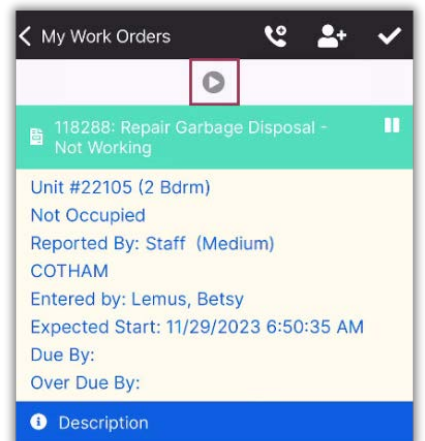 My Work Orders
118288: Repair Garbage Disposal -
Not Working
Unit #22105 (2 Bdrm)
Not Occupied
Reported By: Staff (Medium)
COTHAM
Entered by: Lemus, Betsy
Expected Start: 11/29/2023 6:50:35 AM
Due By:
Over Due By:
Description